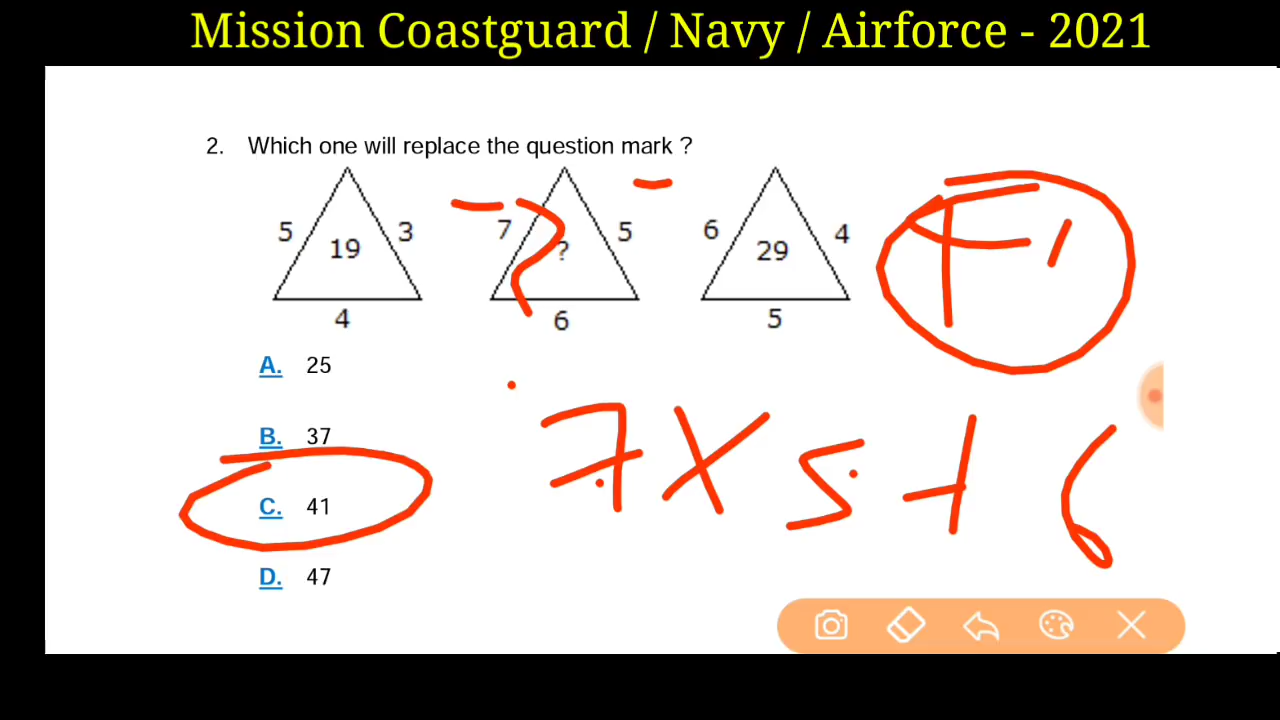 Mission Coastguard / Navy / Airforce - 2021
2. Which one will replace the question mark ?
5 19 3 7 ? 5 6 29 4
4 6 5
A. 25
B. 37
C. 41
D. 47
7 x 5 + 6